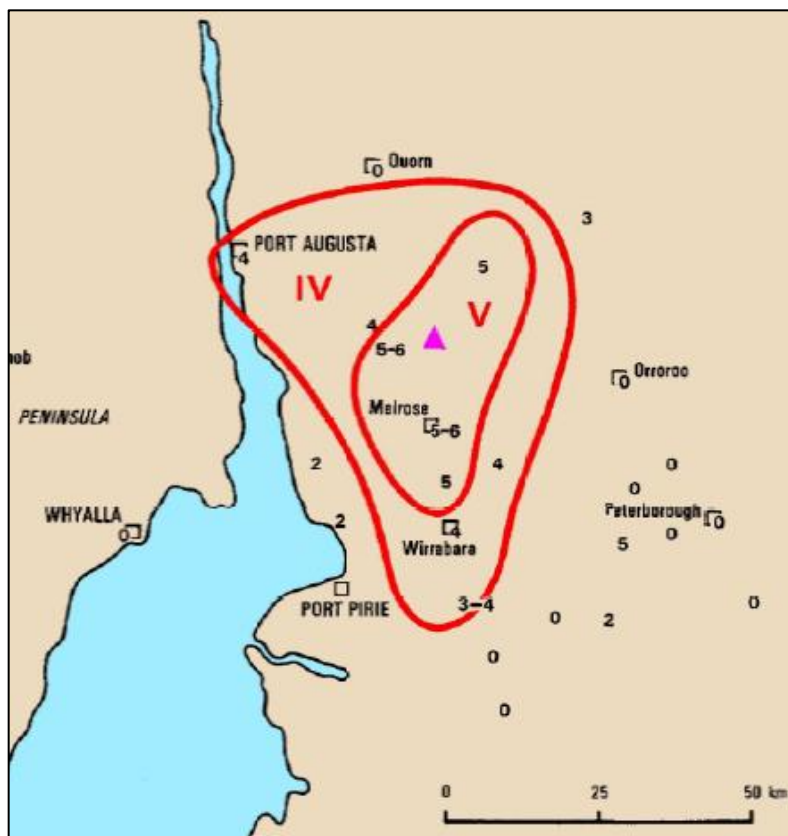 Quorn
0
3
PORT AUGUSTA
4
5
IV
V
4
5-6
nob
Orroroo
0
PENINSULA
Melrose
5-6
2
4
0
5
0
WHYALLA
0
2
4
Wirrabara
Peterborough
0
0
5
PORT PIRIE
3-4
0
0
2
0
0
0 25 50 km